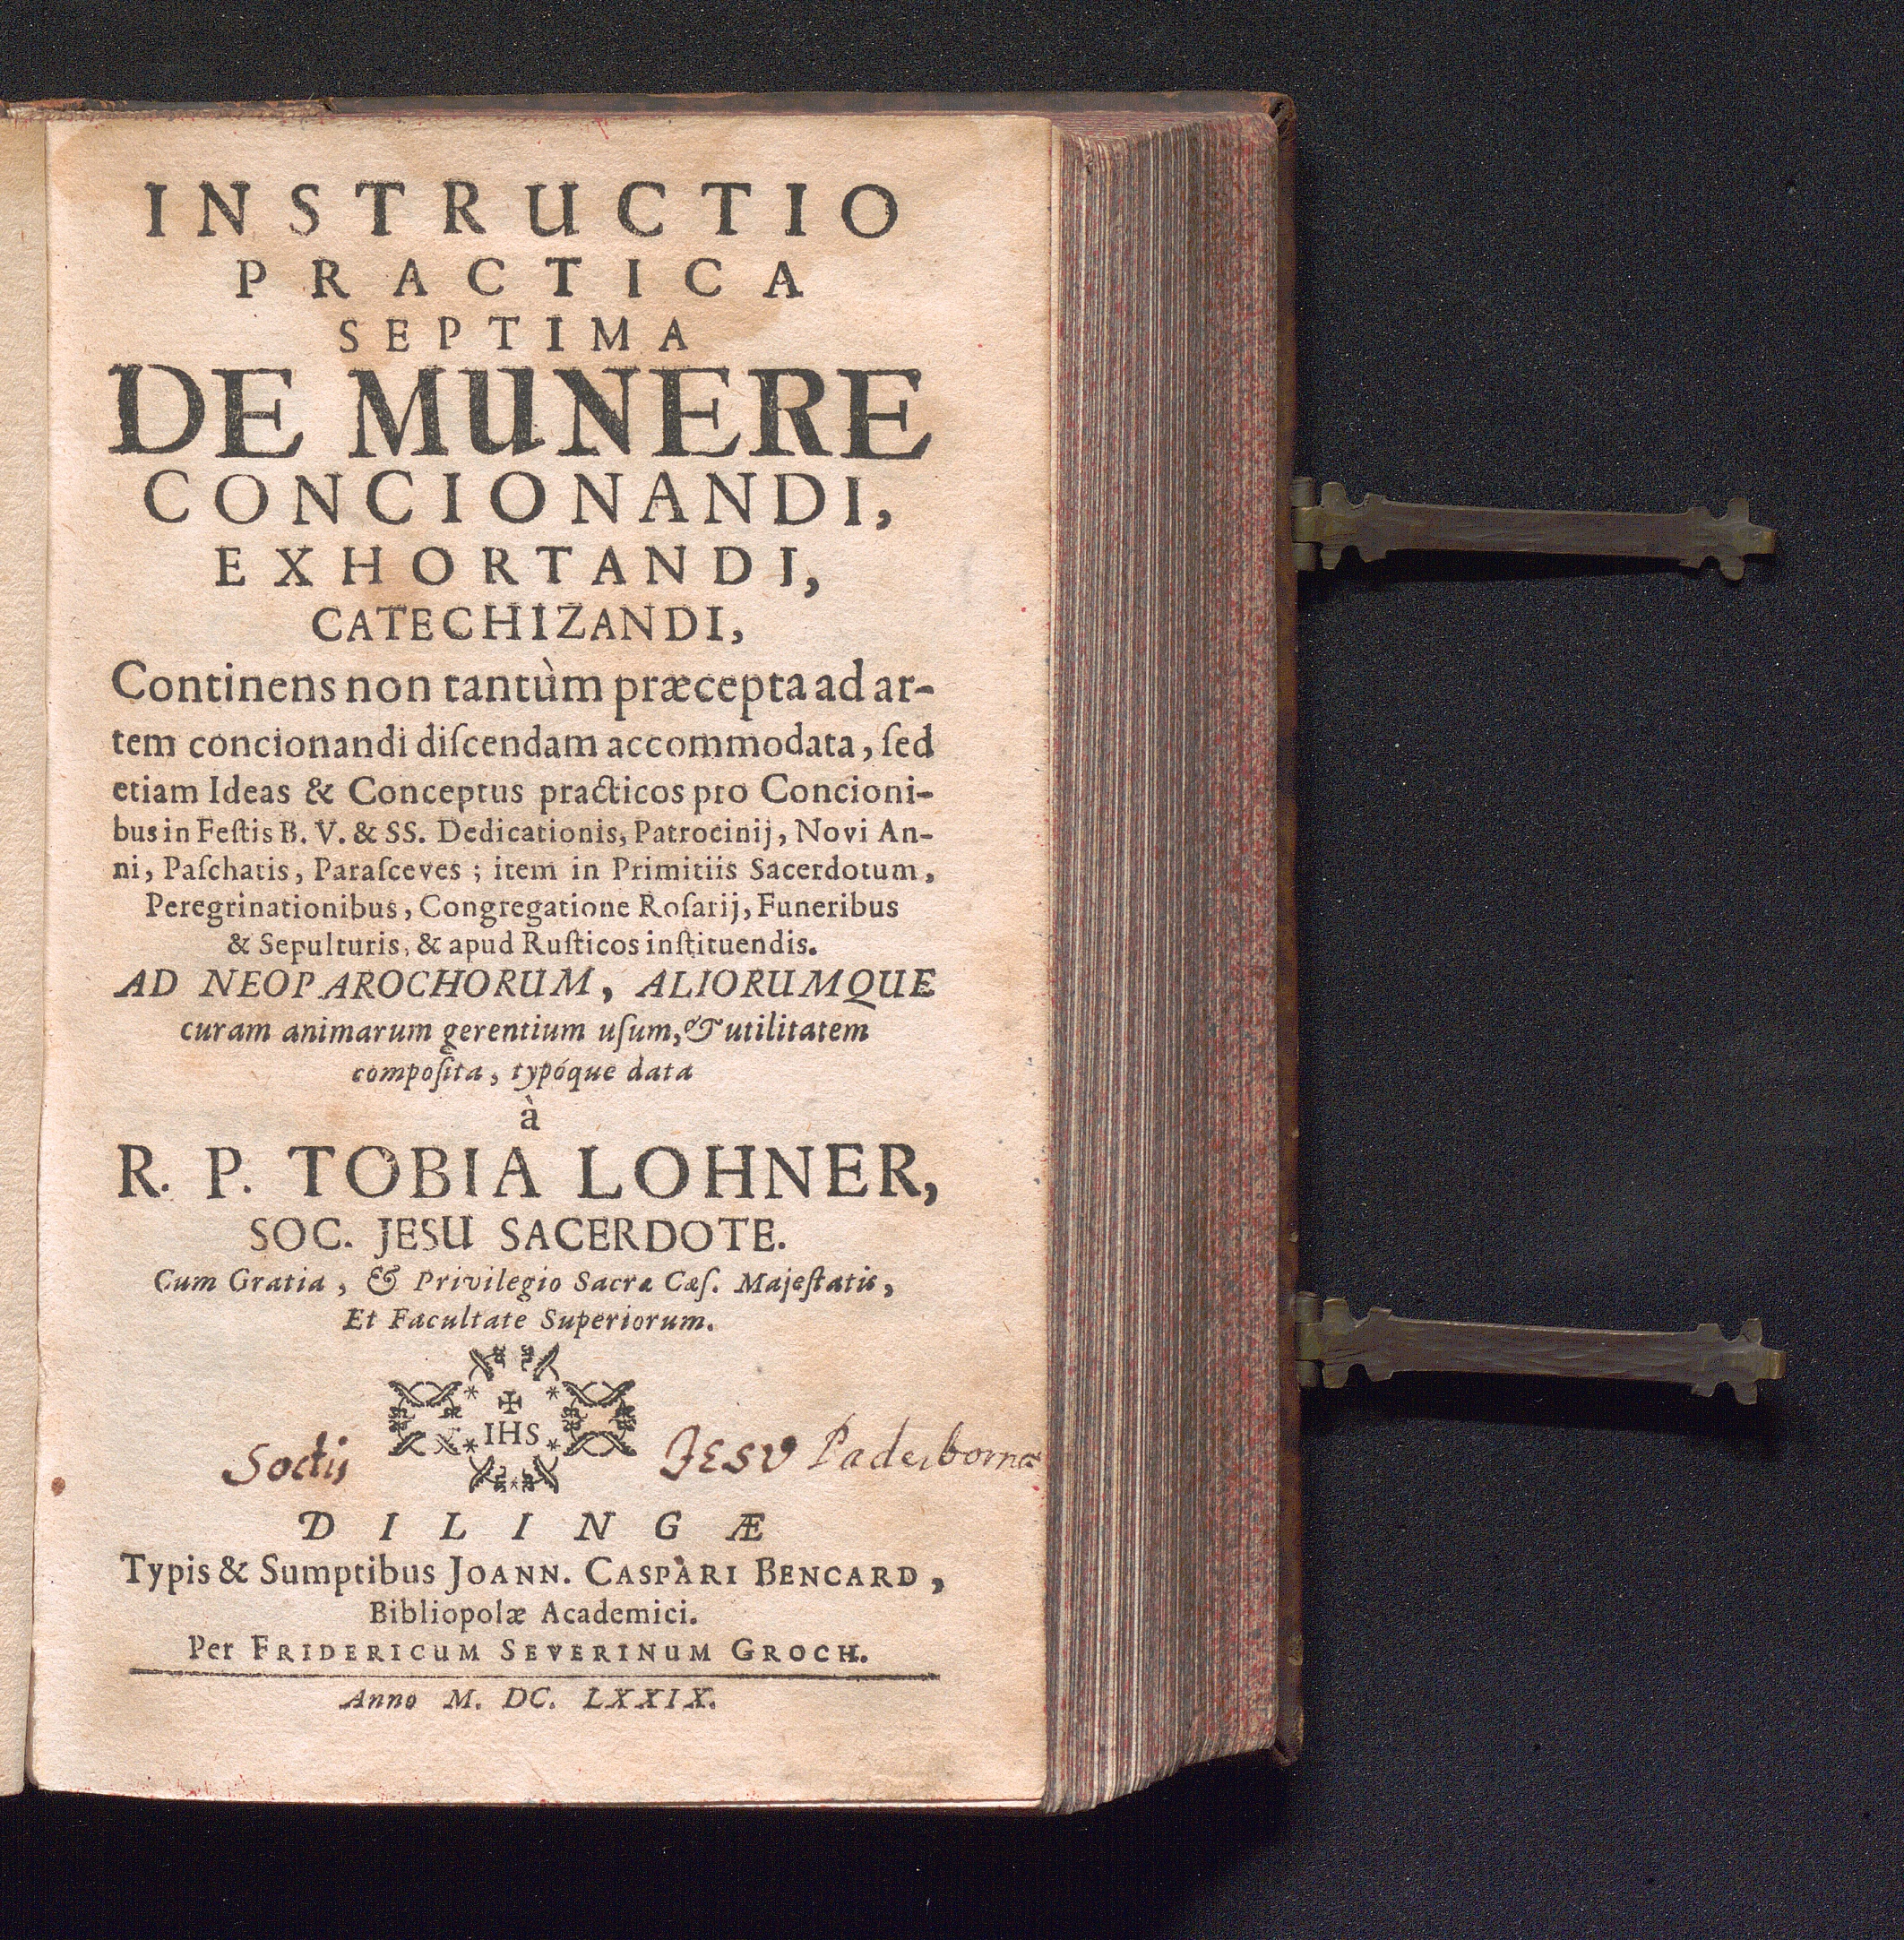 INSTRUCTIO
PRACTICA
SEPTIMA
DE MUNERE
CONCIONANDI,
EXHORTANDI,
CATECHIZANDI,
Continens non tantùm præcepta ad ar-
tem concionandi diſcendam accommodata, ſed
etiam Ideas & Conceptus practicos pro Concioni-
bus in Feſtis B. V. & SS. Dedicationis, Patrocinij, Novi An-
ni, Paſchatis, Paraſceves ; item in Primitiis Sacerdotum,
Peregrinationibus, Congregatione Roſarij, Funeribus
& Sepulturis, & apud Ruſticos inſtituendis.
AD NEOPAROCHORUM, ALIORUMQUE
curam animarum gerentium uſum, & utilitatem
compoſita, typóque data
à
R. P. TOBIA LOHNER,
SOC. JESU SACERDOTE.
Cum Gratia, & Privilegio Sacræ Cæſ. Majeſtatis,
Et Facultate Superiorum.
IHS
Soctis JESV Paderbornæ
DILINGÆ
Typis & Sumptibus JOANN. CASPARI BENCARD,
Bibliopolæ Academici.
Per FRIDERICUM SEVERINUM GROCH.
Anno M. DC. LXXIX.